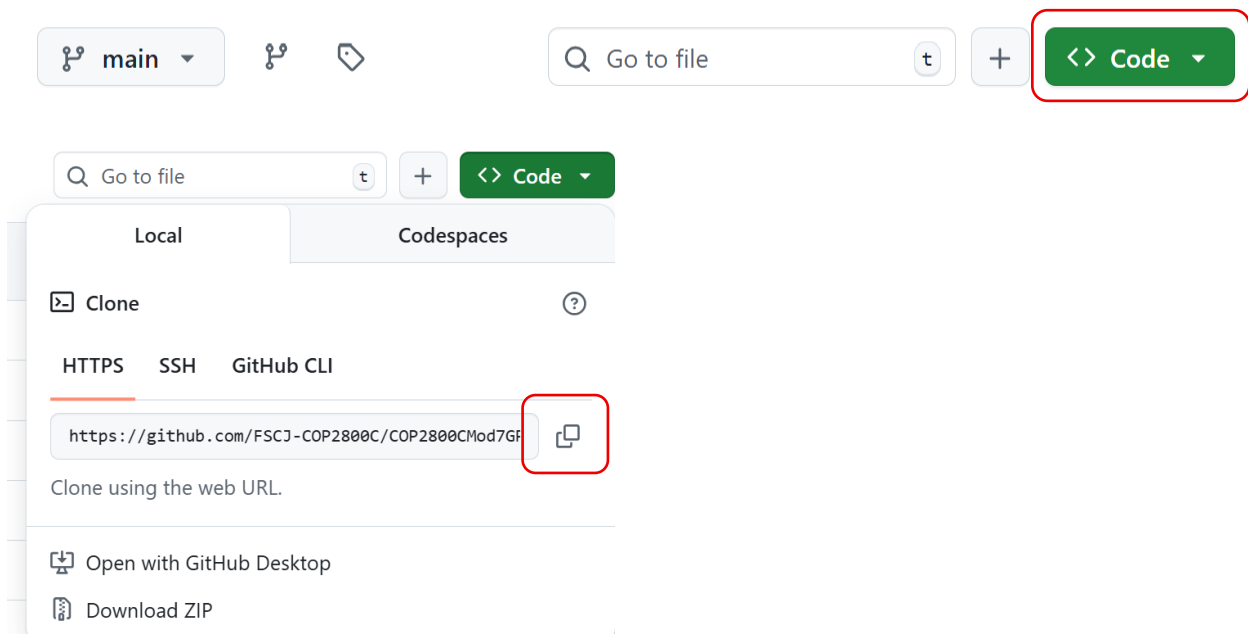 main
Go to file
t
Code
Go to file
t
Code
Local
Codespaces
Clone
HTTPS
SSH
GitHub CLI
https://github.com/FSCJ-COP2800C/COP2800CMod7GF
Clone using the web URL.
Open with GitHub Desktop
Download ZIP